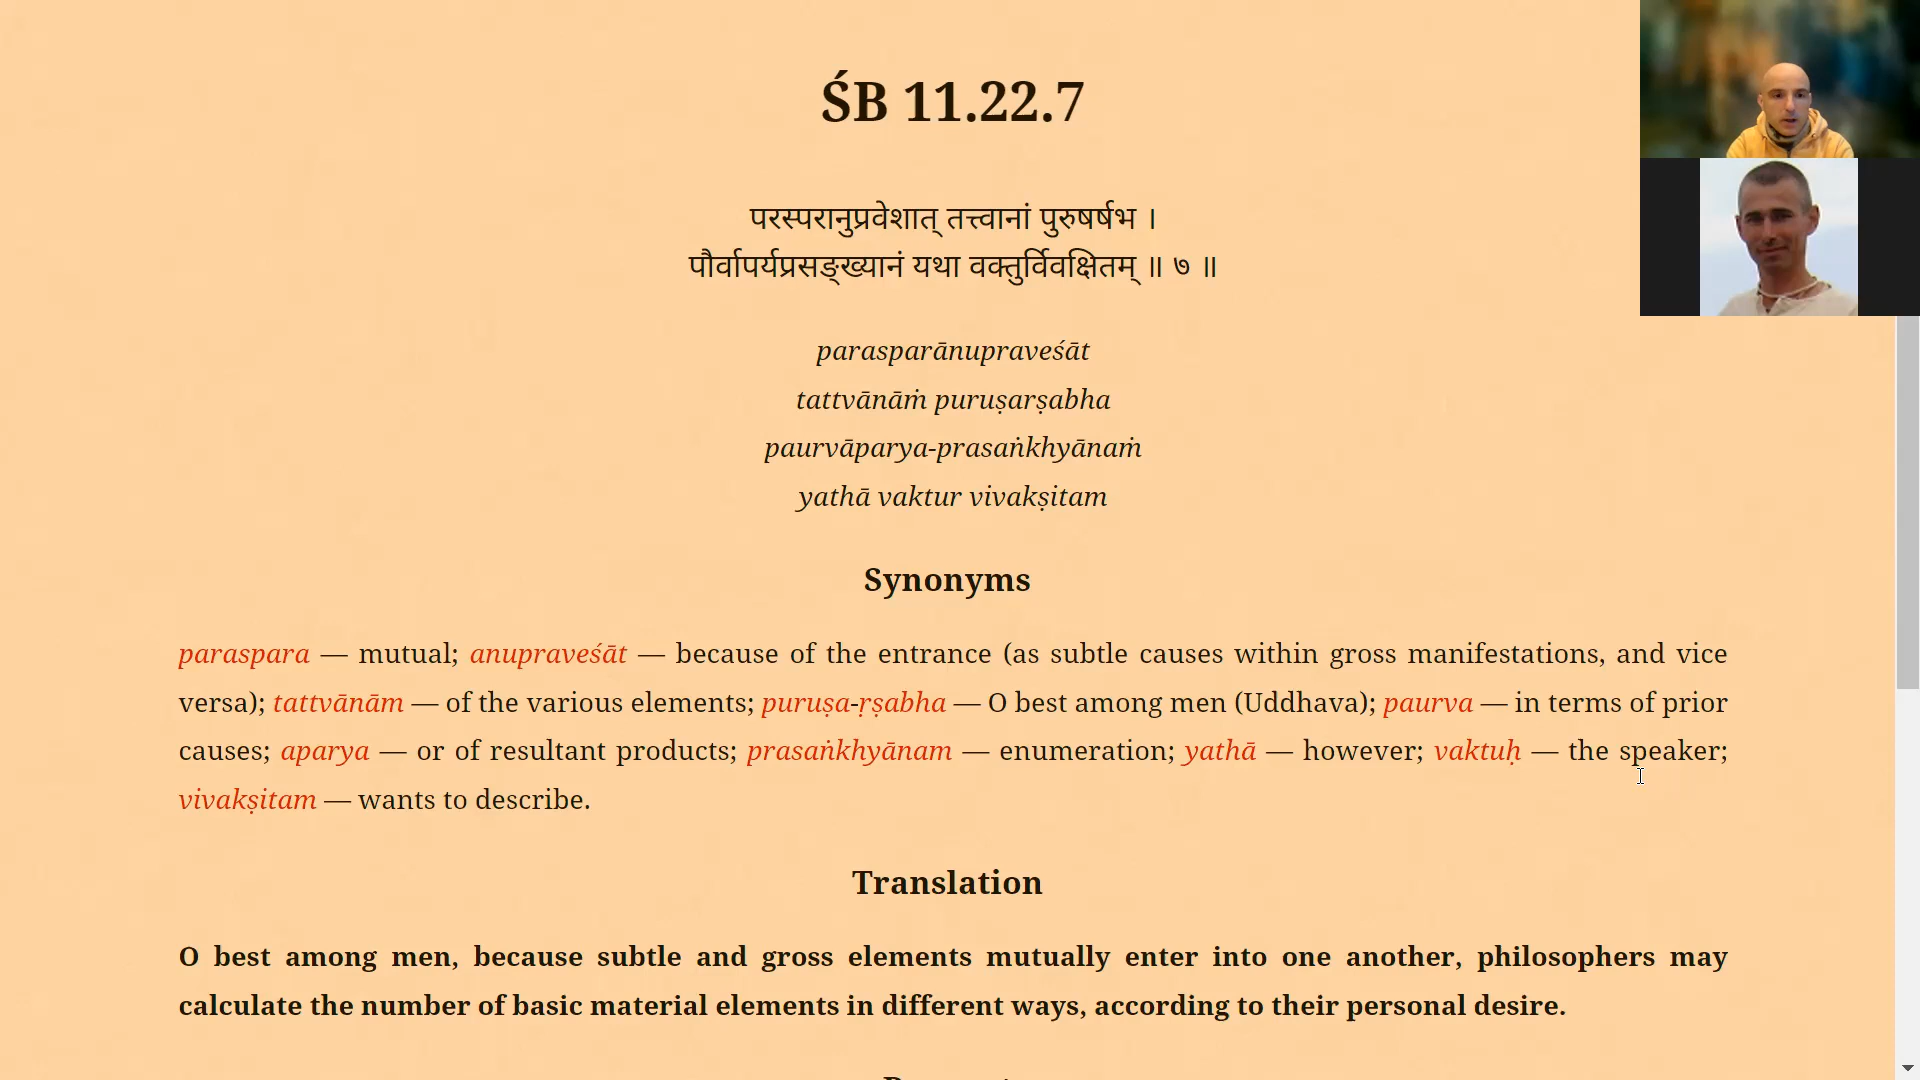 ŚB 11.22.7
परस्परानुप्रवेशात् तत्त्वानां पुरुषर्षभ ।
पौर्वापर्यप्रसङ्ख्यानं यथा वक्तुर्विवक्षितम् ॥ ७ ॥
parasparānupraveśāt
tattvānāṁ puruṣarṣabha
paurvāparya-prasaṅkhyānaṁ
yathā vaktur vivakṣitam
Synonyms
paraspara — mutual; anupraveśāt — because of the entrance (as subtle causes within gross manifestations, and vice
versa); tattvānām — of the various elements; puruṣa-ṛṣabha — O best among men (Uddhava); paurva — in terms of prior
causes; aparya — or of resultant products; prasaṅkhyānam — enumeration; yathā — however; vaktuḥ — the speaker;
vivakṣitam — wants to describe.
Translation
O best among men, because subtle and gross elements mutually enter into one another, philosophers may
calculate the number of basic material elements in different ways, according to their personal desire.